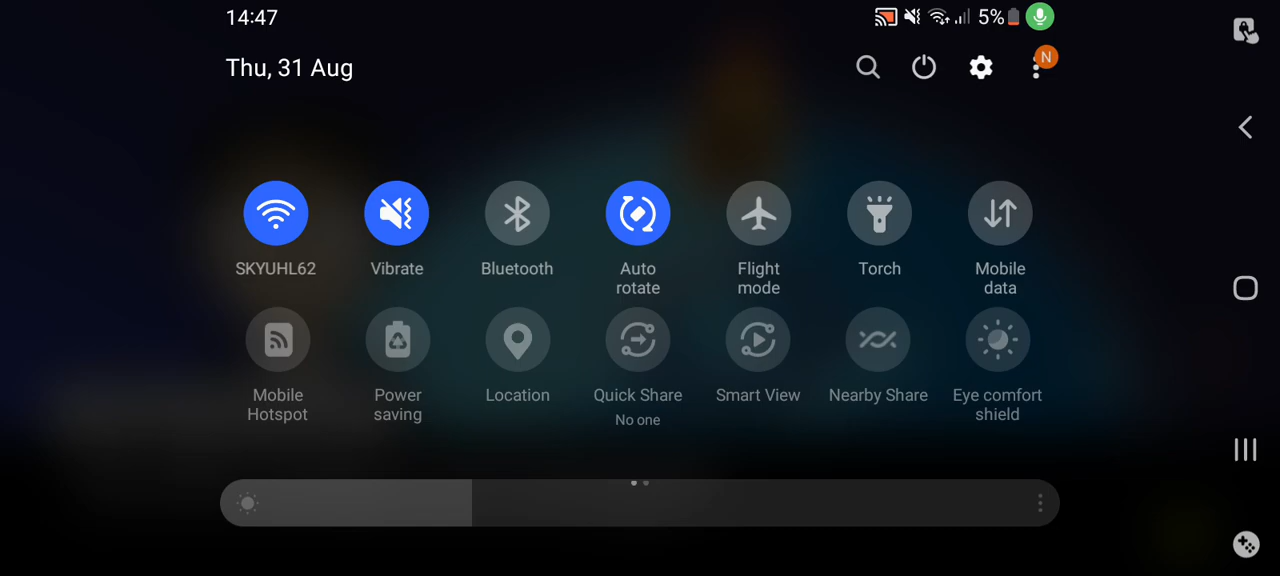 14:47
5%
Thu, 31 Aug
N
SKYUHL62
Vibrate
Bluetooth
Auto
rotate
Flight
mode
Torch
Mobile
data
Mobile
Hotspot
Power
saving
Location
Quick Share
No one
Smart View
Nearby Share
Eye comfort
shield